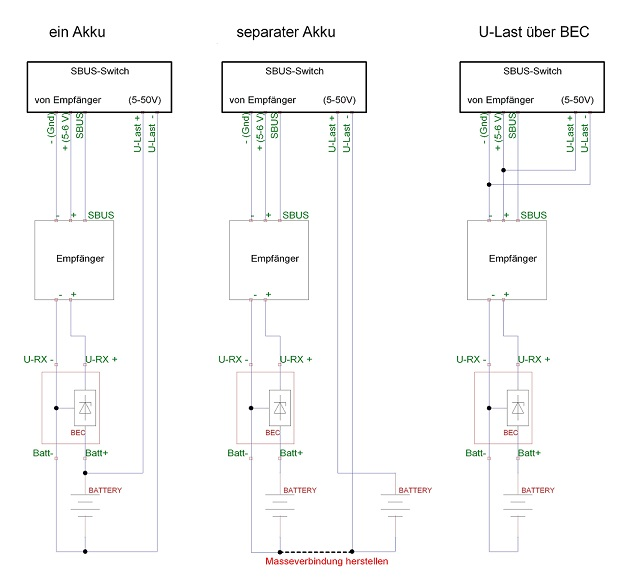 ein Akku
SBUS-Switch
von Empfänger (5-50V)
- (Gnd)
+ (5-6 V)
SBUS
U-Last +
U-Last -
- + SBUS
Empfänger
- +
U-RX - U-RX +
BEC
Batt- Batt+
BATTERY
separater Akku
SBUS-Switch
von Empfänger (5-50V)
- (Gnd)
+ (5-6 V)
SBUS
U-Last +
U-Last -
- + SBUS
Empfänger
- +
U-RX - U-RX +
BEC
Batt- Batt+
BATTERY BATTERY
Masseverbindung herstellen
U-Last über BEC
SBUS-Switch
von Empfänger (5-50V)
- (Gnd)
+ (5-6 V)
SBUS
U-Last +
U-Last -
- + SBUS
Empfänger
- +
U-RX - U-RX +
BEC
Batt- Batt+
BATTERY